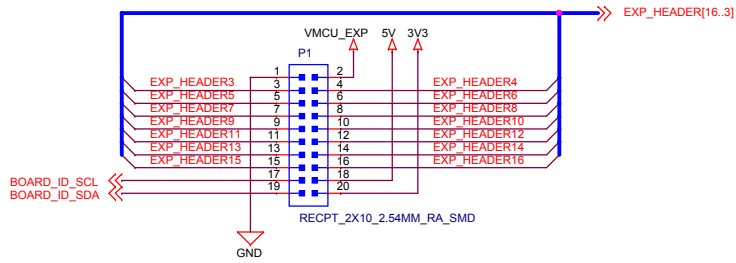 EXP_HEADER[16..3]
VMCU_EXP 5V 3V3
P1
1 2
EXP_HEADER3 3 4 EXP_HEADER4
EXP_HEADER5 5 6 EXP_HEADER6
EXP_HEADER7 7 8 EXP_HEADER8
EXP_HEADER9 9 10 EXP_HEADER10
EXP_HEADER11 11 12 EXP_HEADER12
EXP_HEADER13 13 14 EXP_HEADER14
EXP_HEADER15 15 16 EXP_HEADER16
BOARD_ID_SCL 17 18
BOARD_ID_SDA 19 20
RECPT_2X10_2.54MM_RA_SMD
GND